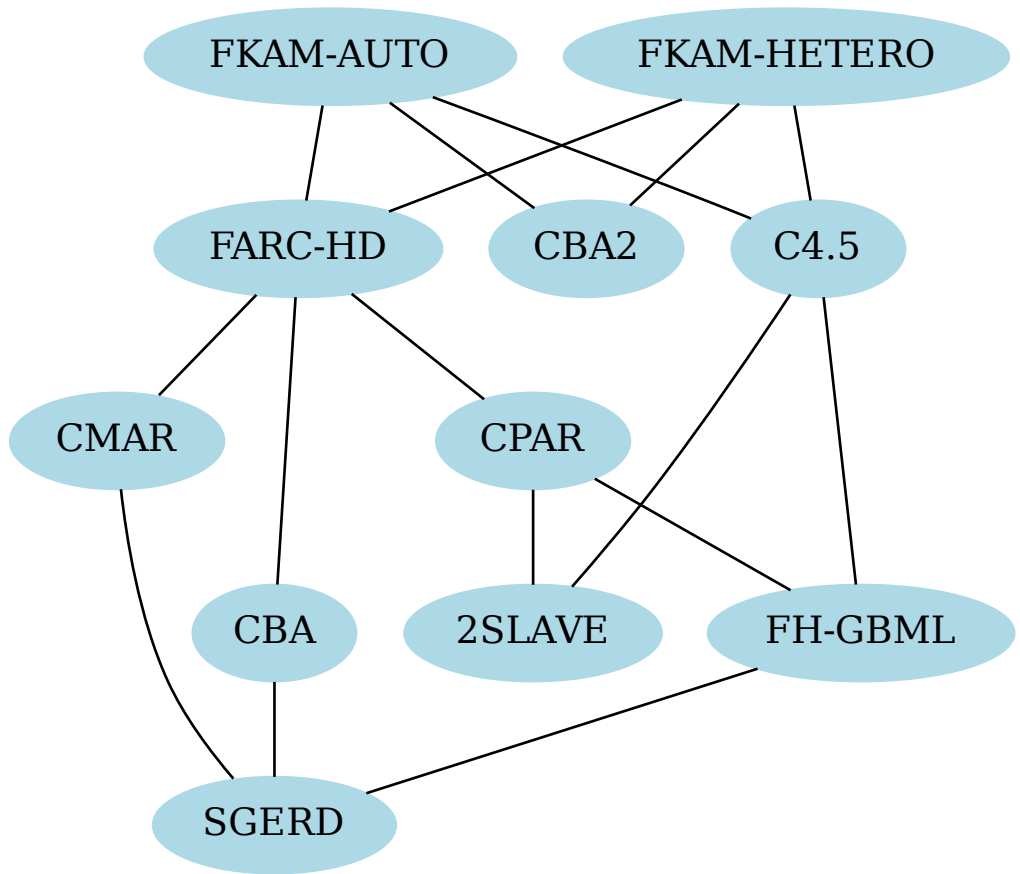 FKAM-AUTO
FKAM-HETERO
FARC-HD
CBA2
C4.5
CMAR
CPAR
CBA
2SLAVE
FH-GBML
SGERD